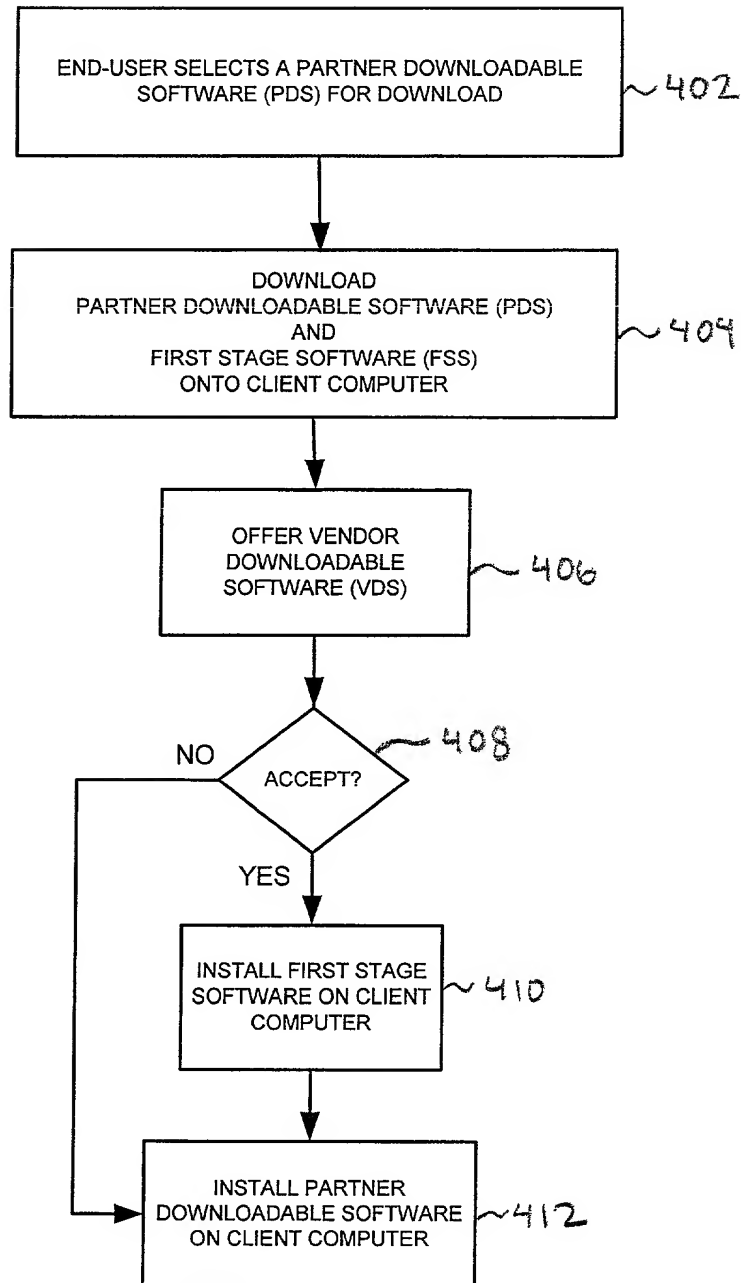 END-USER SELECTS A PARTNER DOWNLOADABLE
SOFTWARE (PDS) FOR DOWNLOAD
402
DOWNLOAD
PARTNER DOWNLOADABLE SOFTWARE (PDS)
AND
FIRST STAGE SOFTWARE (FSS)
ONTO CLIENT COMPUTER
404
OFFER VENDOR
DOWNLOADABLE
SOFTWARE (VDS)
406
NO
ACCEPT?
408
YES
INSTALL FIRST STAGE
SOFTWARE ON CLIENT
COMPUTER
410
INSTALL PARTNER
DOWNLOADABLE SOFTWARE
ON CLIENT COMPUTER
412